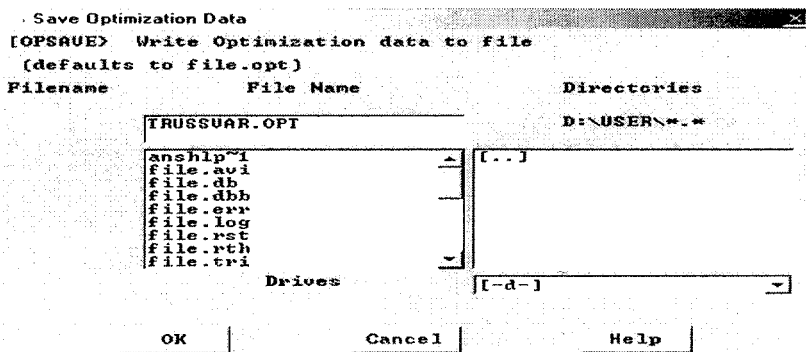 Save Optimization Data
[OPSAVE> Write Optimization data to file
(defaults to file.opt)
Filename File Name Directories
TRUSSVAR.OPT D:\USER\*.*
anshlp~1 [..]
file.avi
file.db
file.dbb
file.err
file.log
file.rst
file.rth
file.tri
Drives [-d-]
OK Cancel Help